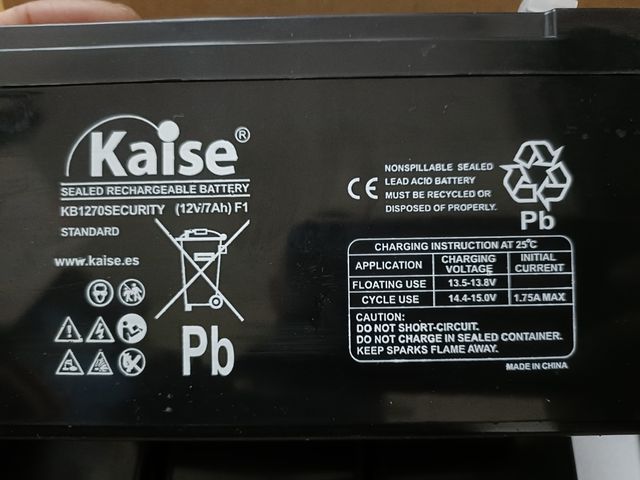 Kaise®
SEALED RECHARGEABLE BATTERY
KB1270SECURITY (12V/7Ah) F1
STANDARD
www.kaise.es
Pb
CE
NONSPILLABLE SEALED
LEAD ACID BATTERY
MUST BE RECYCLED OR
DISPOSED OF PROPERLY.
Pb
CHARGING INSTRUCTION AT 25°C
APPLICATION CHARGING VOLTAGE INITIAL CURRENT
FLOATING USE 13.5-13.8V
CYCLE USE 14.4-15.0V 1.75A MAX
CAUTION:
DO NOT SHORT-CIRCUIT.
DO NOT CHARGE IN SEALED CONTAINER.
KEEP SPARKS FLAME AWAY.
MADE IN CHINA